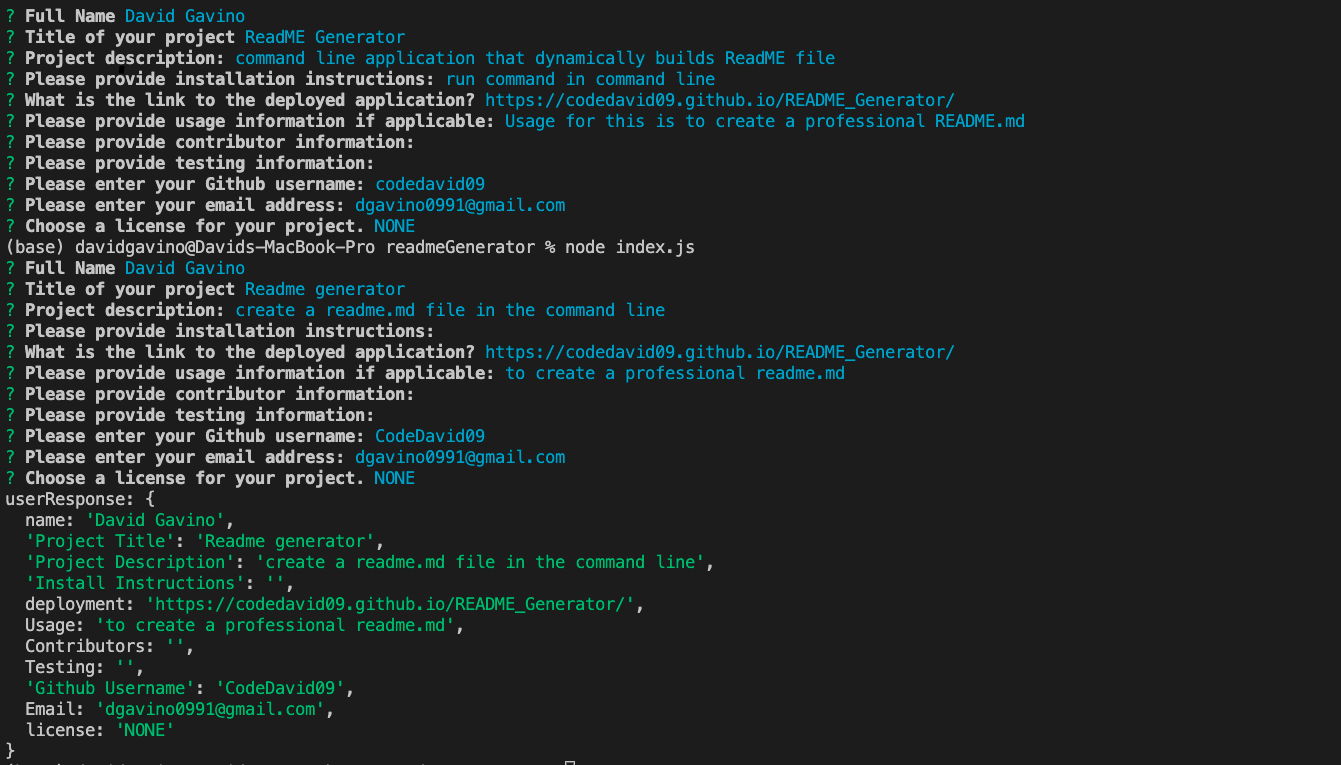 ? Full Name David Gavino
? Title of your project ReadME Generator
? Project description: command line application that dynamically builds ReadME file
? Please provide installation instructions: run command in command line
? What is the link to the deployed application? https://codedavid09.github.io/README_Generator/
? Please provide usage information if applicable: Usage for this is to create a professional README.md
? Please provide contributor information:
? Please provide testing information:
? Please enter your Github username: codedavid09
? Please enter your email address: dgavino0991@gmail.com
? Choose a license for your project. NONE
(base) davidgavino@Davids-MacBook-Pro readmeGenerator % node index.js
? Full Name David Gavino
? Title of your project Readme generator
? Project description: create a readme.md file in the command line
? Please provide installation instructions:
? What is the link to the deployed application? https://codedavid09.github.io/README_Generator/
? Please provide usage information if applicable: to create a professional readme.md
? Please provide contributor information:
? Please provide testing information:
? Please enter your Github username: CodeDavid09
? Please enter your email address: dgavino0991@gmail.com
? Choose a license for your project. NONE
userResponse: {
  name: 'David Gavino',
  'Project Title': 'Readme generator',
  'Project Description': 'create a readme.md file in the command line',
  'Install Instructions': '',
  deployment: 'https://codedavid09.github.io/README_Generator/',
  Usage: 'to create a professional readme.md',
  Contributors: '',
  Testing: '',
  'Github Username': 'CodeDavid09',
  Email: 'dgavino0991@gmail.com',
  license: 'NONE'
}